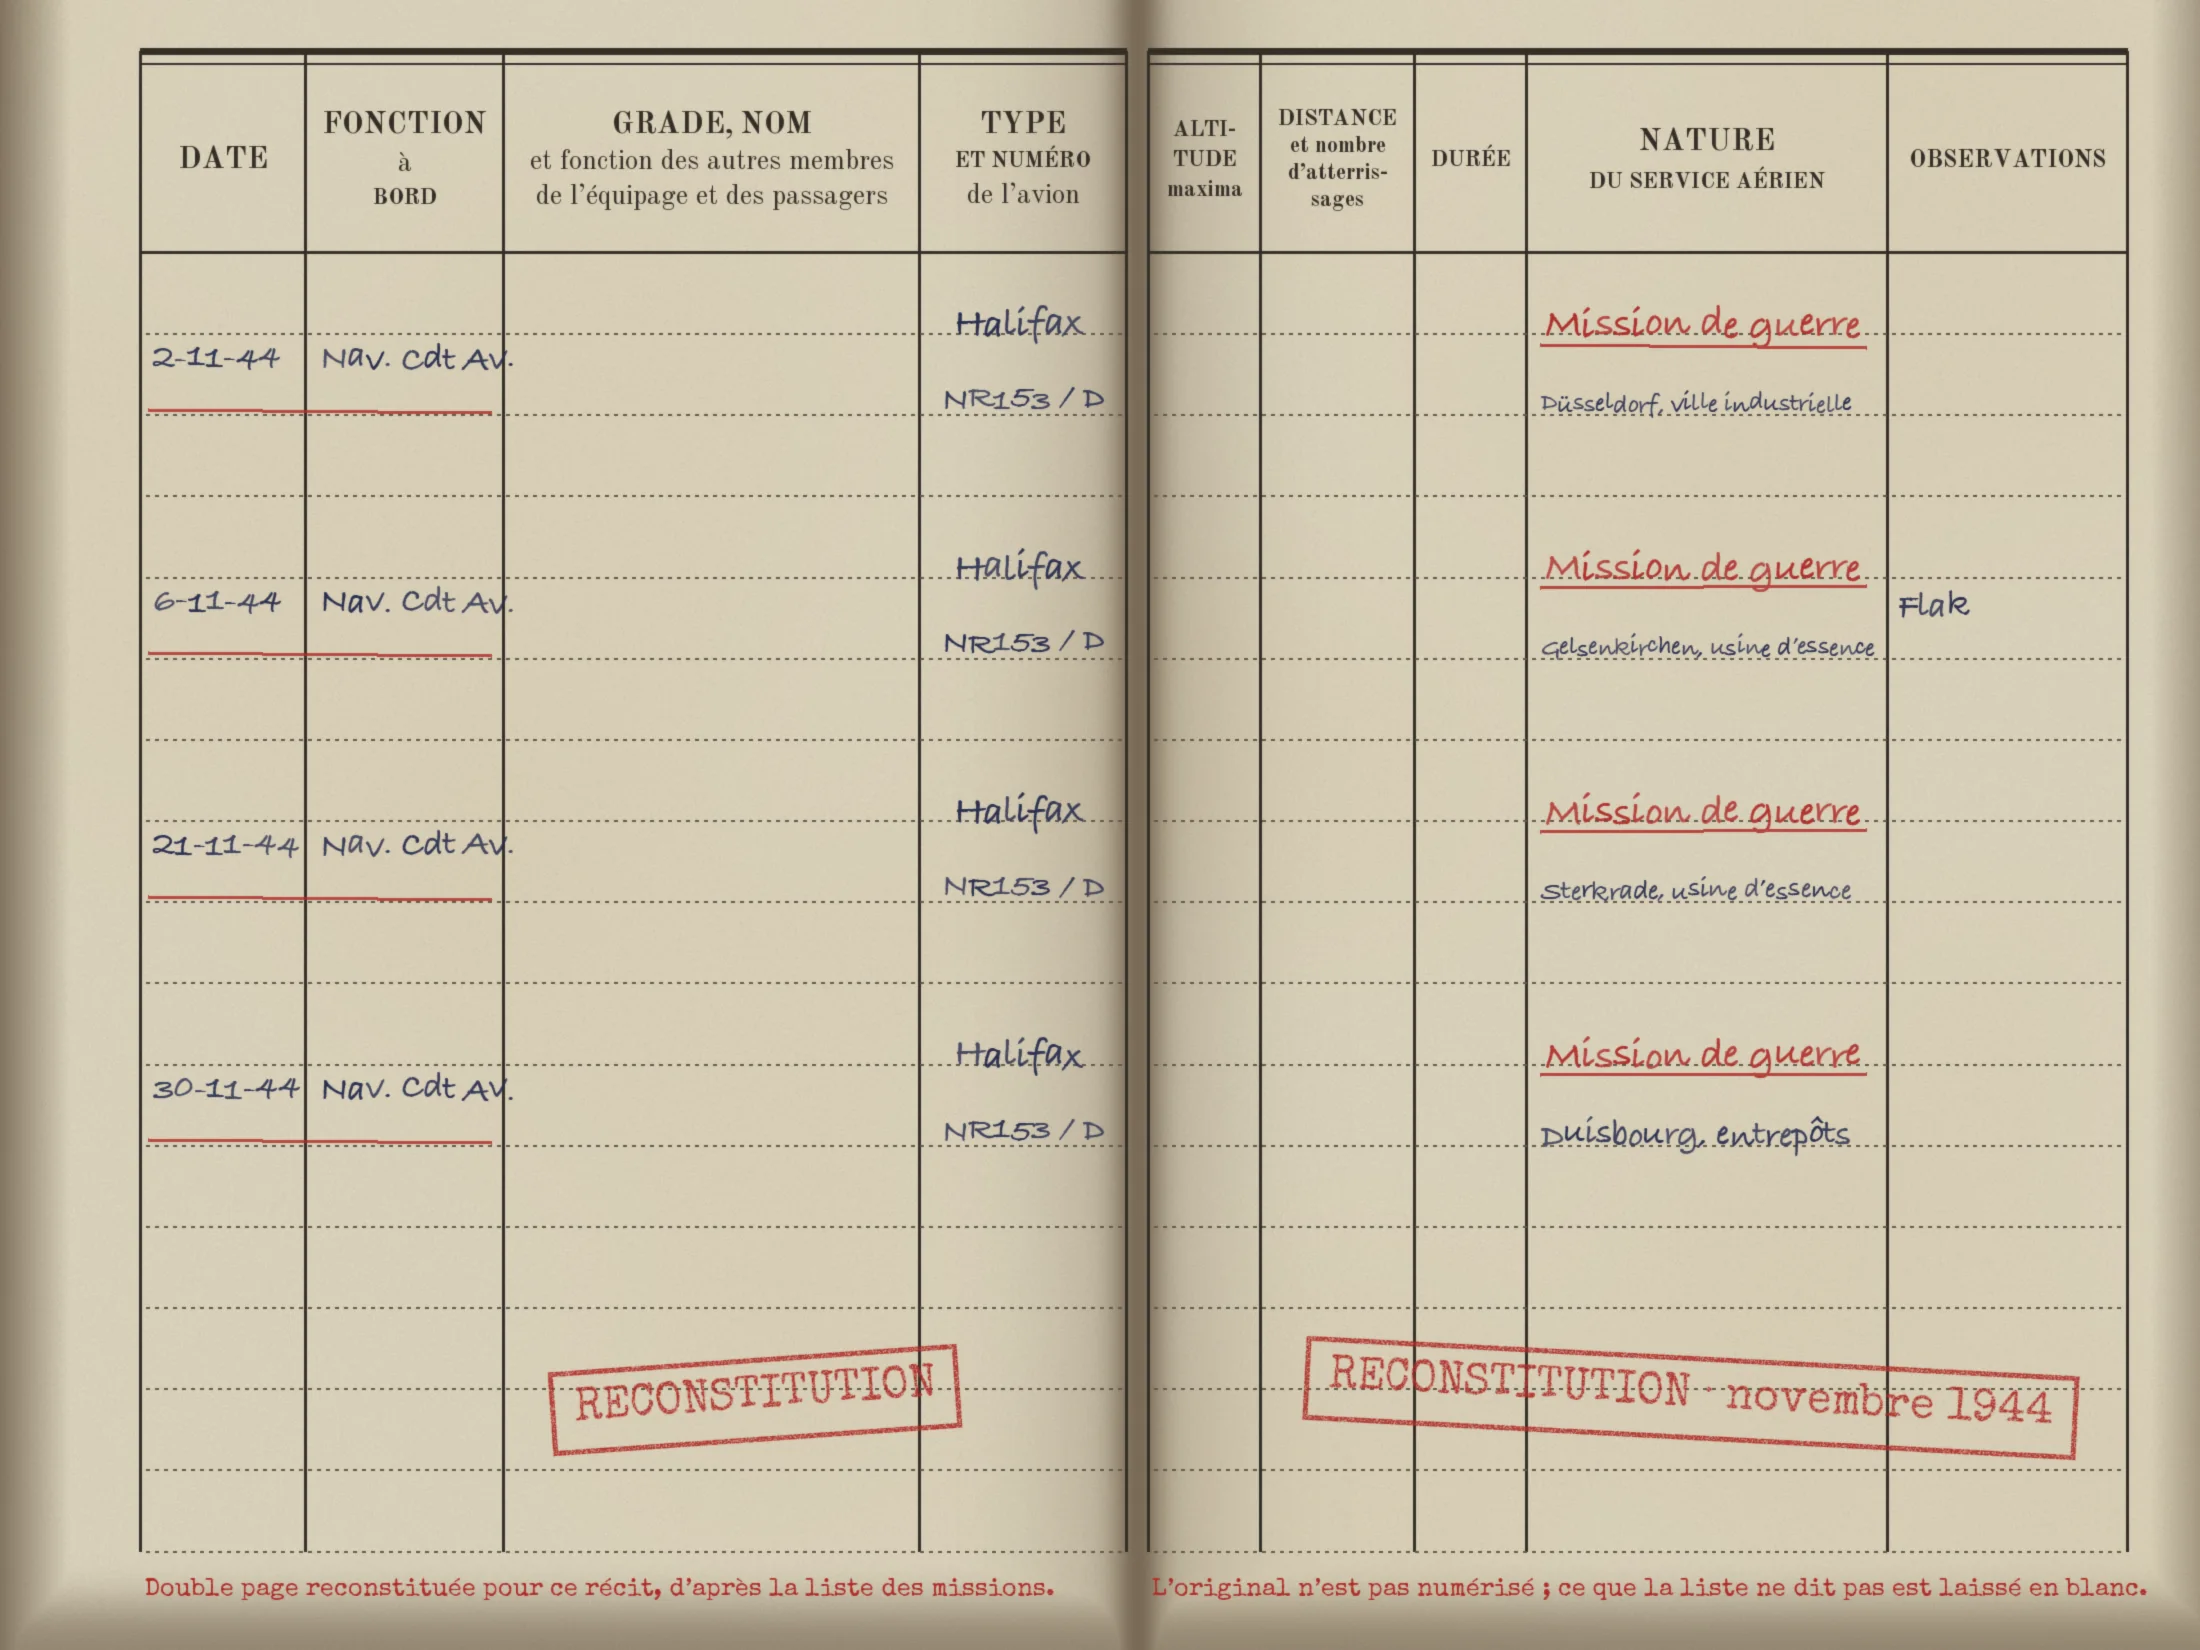 DATE
FONCTION
à
BORD
GRADE, NOM
et fonction des autres membres
de l'équipage et des passagers
TYPE
ET NUMÉRO
de l'avion
ALTI-
TUDE
maxima
DISTANCE
et nombre
d'atterris-
sages
DURÉE
NATURE
DU SERVICE AÉRIEN
OBSERVATIONS
Halifax
Mission de guerre
2-11-44
Nav. Cdt Av.
NR153 / D
Düsseldorf, ville industrielle
Halifax
Mission de guerre
6-11-44
Nav. Cdt Av.
Flak
NR153 / D
Gelsenkirchen, usine d'essence
Halifax
Mission de guerre
21-11-44
Nav. Cdt Av.
NR153 / D
Sterkrade, usine d'essence
Halifax
Mission de guerre
30-11-44
Nav. Cdt Av.
NR153 / D
Duisbourg, entrepôts
RECONSTITUTION
RECONSTITUTION · novembre 1944
Double page reconstituée pour ce récit, d'après la liste des missions.
L'original n'est pas numérisé ; ce que la liste ne dit pas est laissé en blanc.